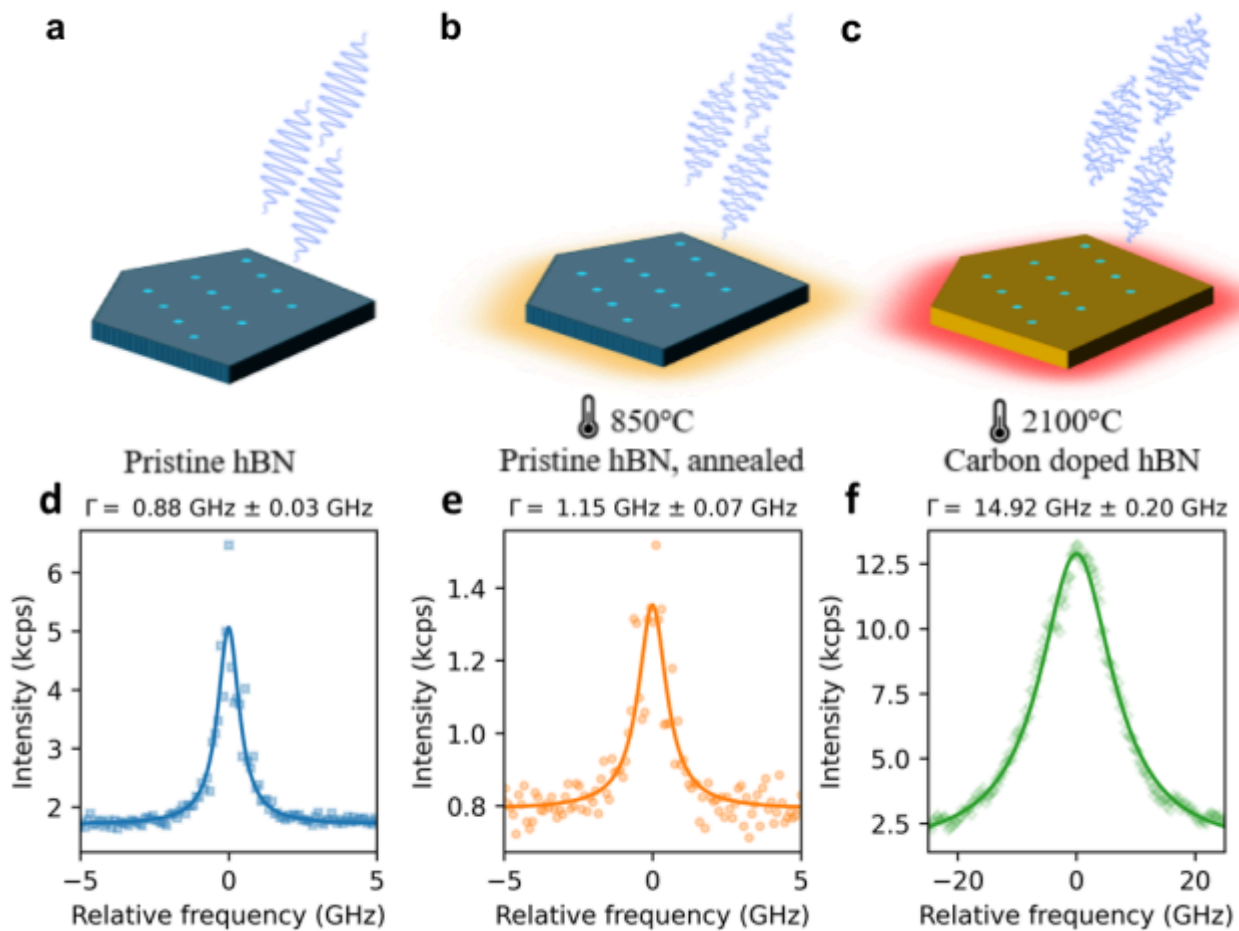 a
b
c
850°C
2100°C
Pristine hBN
Pristine hBN, annealed
Carbon doped hBN
d
Γ = 0.88 GHz ± 0.03 GHz
Intensity (kcps)
6
5
4
3
2
−5
0
5
Relative frequency (GHz)
e
Γ = 1.15 GHz ± 0.07 GHz
Intensity (kcps)
1.4
1.2
1.0
0.8
−5
0
5
Relative frequency (GHz)
f
Γ = 14.92 GHz ± 0.20 GHz
Intensity (kcps)
12.5
10.0
7.5
5.0
2.5
−20
0
20
Relative frequency (GHz)